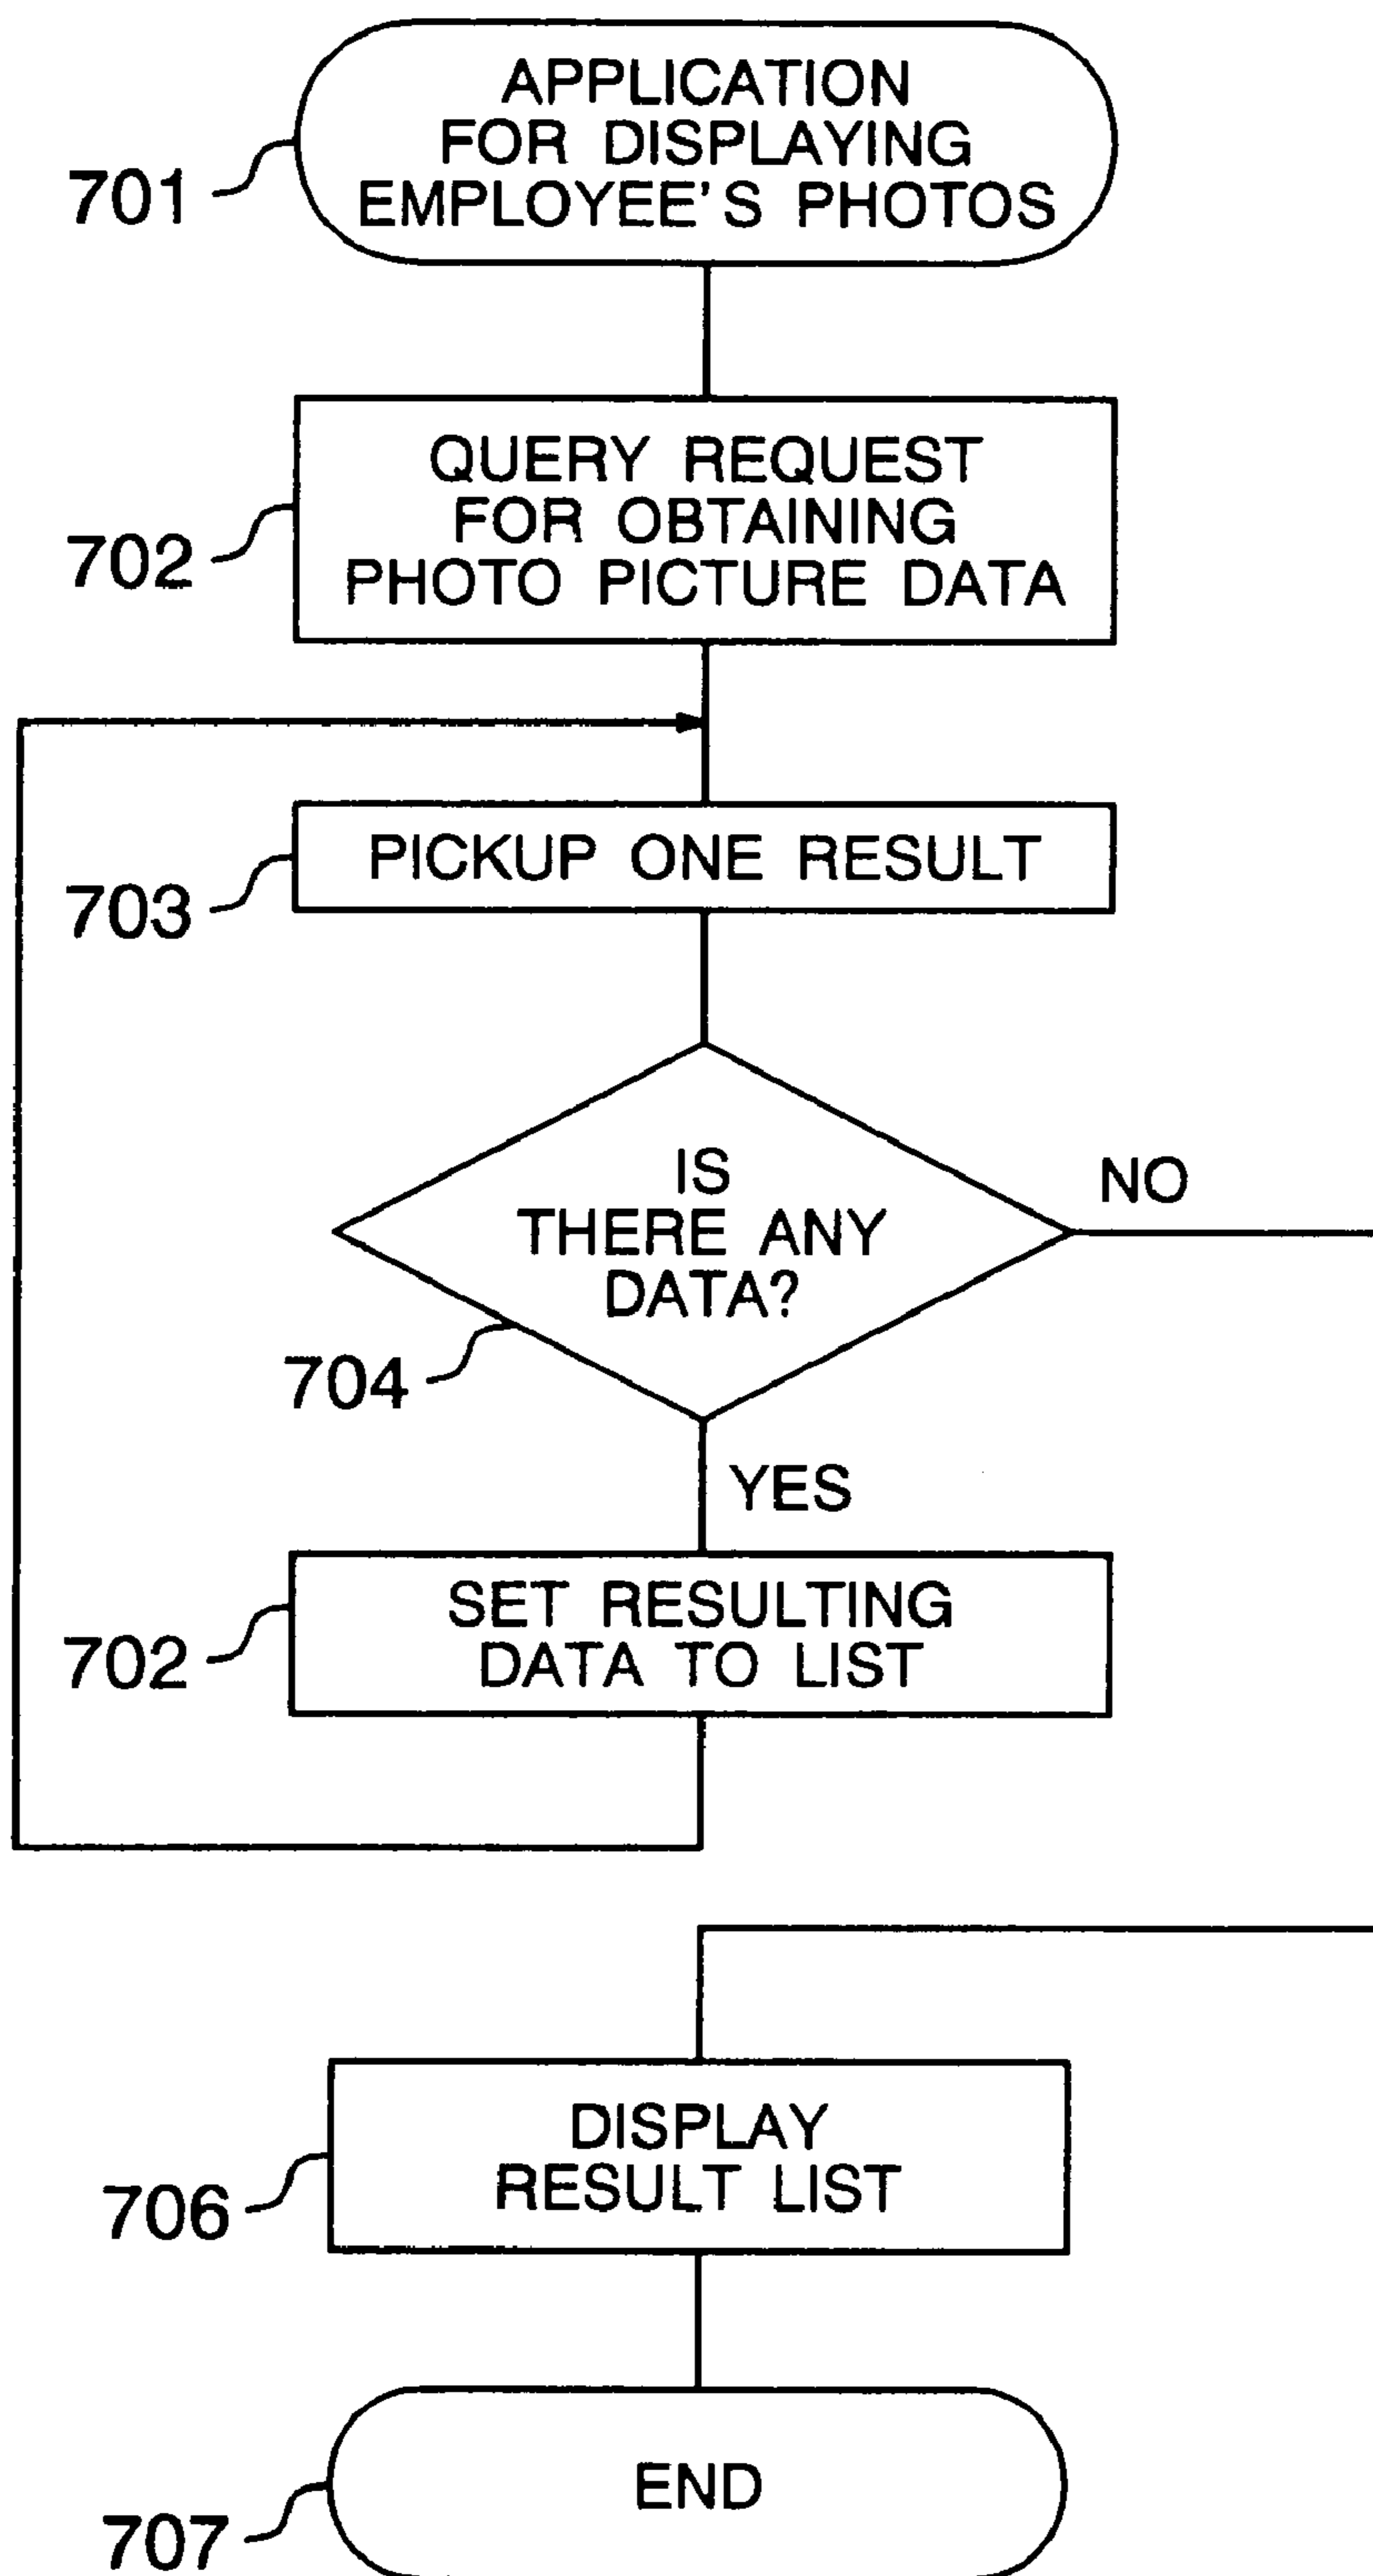 APPLICATION
FOR DISPLAYING
EMPLOYEE'S PHOTOS
701
QUERY REQUEST
FOR OBTAINING
PHOTO PICTURE DATA
702
PICKUP ONE RESULT
703
IS
THERE ANY
DATA?
NO
704
YES
SET RESULTING
DATA TO LIST
702
DISPLAY
RESULT LIST
706
END
707